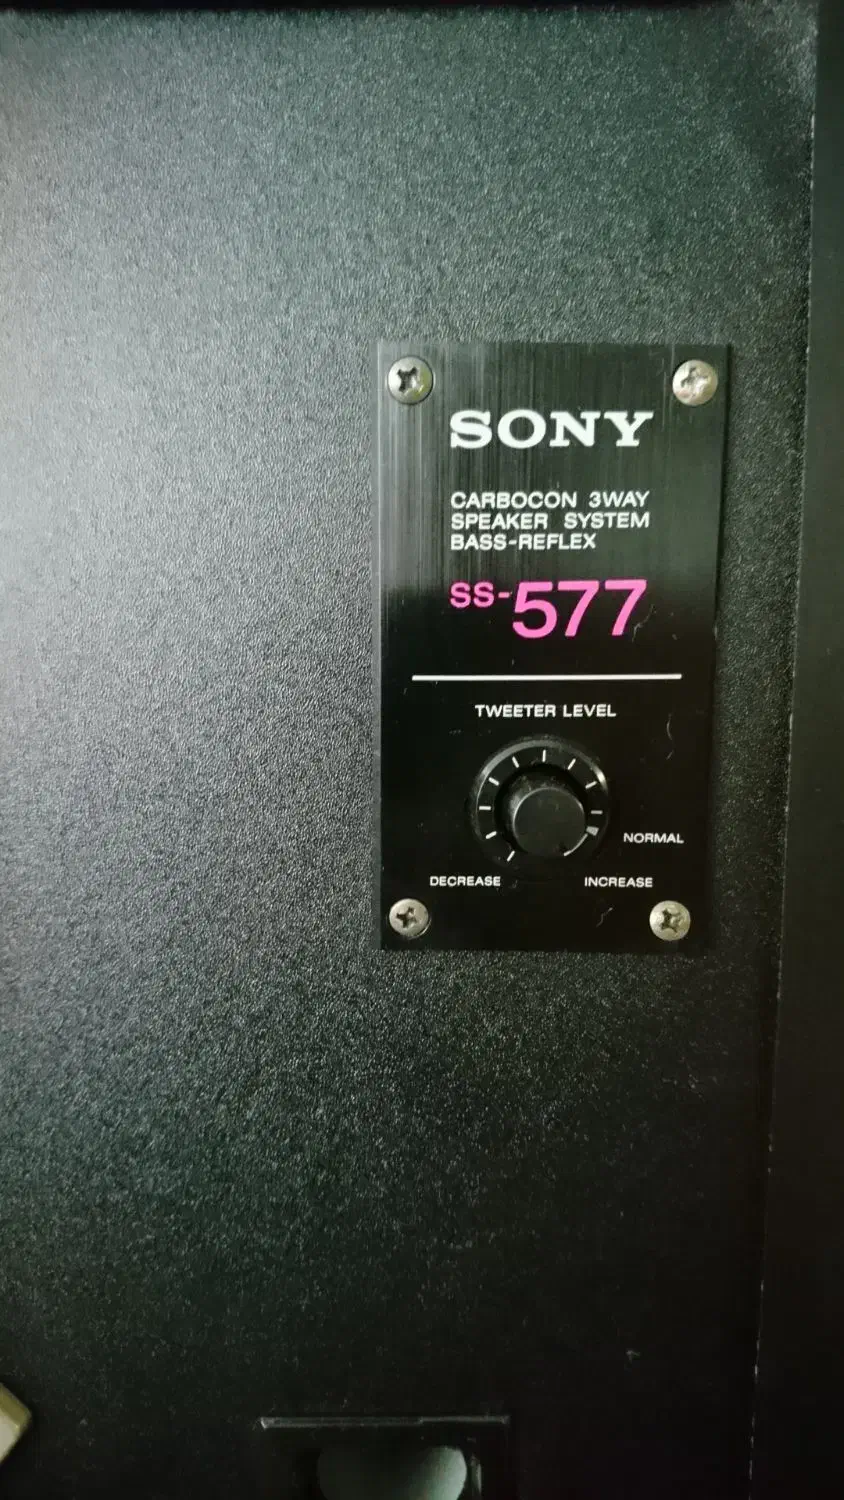 SONY
CARBOCON 3WAY
SPEAKER SYSTEM
BASS-REFLEX
SS-577
TWEETER LEVEL
NORMAL
DECREASE INCREASE